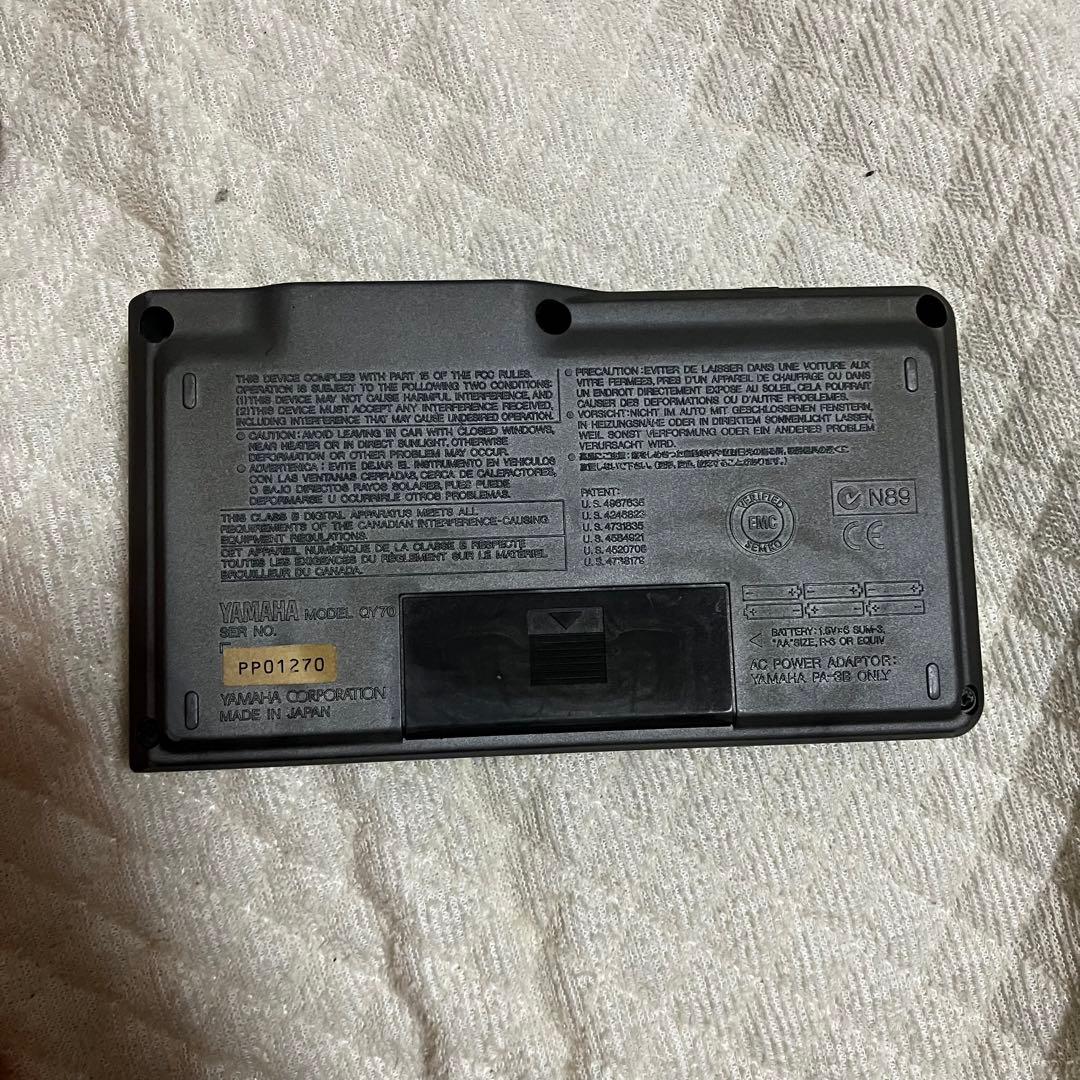 THIS DEVICE COMPLIES WITH PART 15 OF THE FCC RULES.
OPERATION IS SUBJECT TO THE FOLLOWING TWO CONDITIONS:
(1)THIS DEVICE MAY NOT CAUSE HARMFUL INTERFERENCE, AND
(2)THIS DEVICE MUST ACCEPT ANY INTERFERENCE RECEIVED,
INCLUDING INTERFERENCE THAT MAY CAUSE UNDESIRED OPERATION.
CAUTION: AVOID LEAVING IN CAR WITH CLOSED WINDOWS,
NEAR HEATER OR IN DIRECT SUNLIGHT. OTHERWISE
DEFORMATION OR OTHER PROBLEM MAY OCCUR.
ADVERTENCIA: EVITE DEJAR EL INSTRUMENTO EN VEHICULOS
CON LAS VENTANAS CERRADAS, CERCA DE CALEFACTORES,
O BAJO DIRECTOS RAYOS SOLARES, PUES PUEDE
DEFORMARSE U OCURRIRLE OTROS PROBLEMAS.
THIS CLASS B DIGITAL APPARATUS MEETS ALL
REQUIREMENTS OF THE CANADIAN INTERFERENCE-CAUSING
EQUIPMENT REGULATIONS.
CET APPAREIL NUMÉRIQUE DE LA CLASSE B RESPECTE
TOUTES LES EXIGENCES DU RÈGLEMENT SUR LE MATÉRIEL
BROUILLEUR DU CANADA.
YAMAHA MODEL QY70
SER NO.
PP01270
YAMAHA CORPORATION
MADE IN JAPAN
PRECAUTION: EVITER DE LAISSER DANS UNE VOITURE AUX
VITRE FERMEES, PRES D'UN APPAREIL DE CHAUFFAGE OU DANS
UN ENDROIT DIRECTEMENT EXPOSE AU SOLEIL, CELA POURRAIT
CAUSER DES DEFORMATIONS OU D'AUTRE PROBLEMES.
VORSICHT: NICHT IM AUTO MIT GESCHLOSSENEN FENSTERN,
IN HEIZUNGSNÄHE ODER IN DIREKTEM SONNENLICHT LASSEN,
WEIL SONST VERFORMUNG ODER EIN ANDERES PROBLEM
VERURSACHT WIRD.
PATENT:
U.S. 4967635
U.S. 4246823
U.S. 4731835
U.S. 4584921
U.S. 4520708
U.S. 4738179
VERIFIED
EMC
SEMKO
N89
CE
BATTERY: 1.5V×6 SUM-3,
"AA" SIZE, R-6 OR EQUIV.
AC POWER ADAPTOR:
YAMAHA PA-3B ONLY